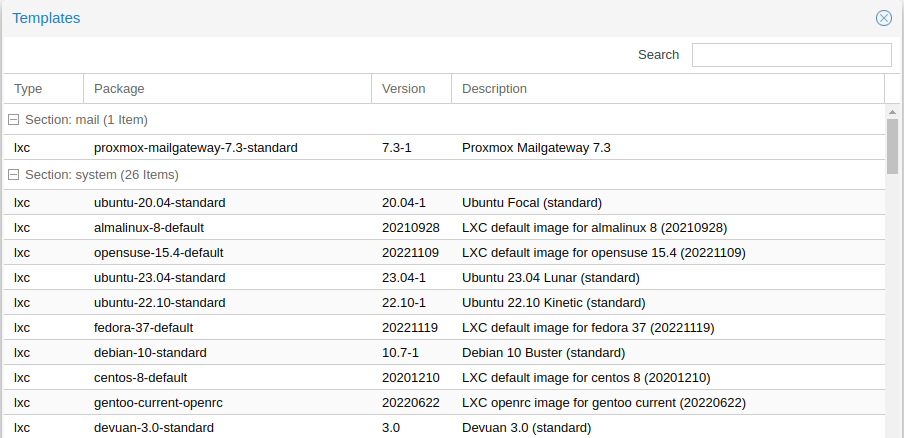 Templates
Search
Type Package Version Description
Section: mail (1 Item)
lxc proxmox-mailgateway-7.3-standard 7.3-1 Proxmox Mailgateway 7.3
Section: system (26 Items)
lxc ubuntu-20.04-standard 20.04-1 Ubuntu Focal (standard)
lxc almalinux-8-default 20210928 LXC default image for almalinux 8 (20210928)
lxc opensuse-15.4-default 20221109 LXC default image for opensuse 15.4 (20221109)
lxc ubuntu-23.04-standard 23.04-1 Ubuntu 23.04 Lunar (standard)
lxc ubuntu-22.10-standard 22.10-1 Ubuntu 22.10 Kinetic (standard)
lxc fedora-37-default 20221119 LXC default image for fedora 37 (20221119)
lxc debian-10-standard 10.7-1 Debian 10 Buster (standard)
lxc centos-8-default 20201210 LXC default image for centos 8 (20201210)
lxc gentoo-current-openrc 20220622 LXC openrc image for gentoo current (20220622)
lxc devuan-3.0-standard 3.0 Devuan 3.0 (standard)